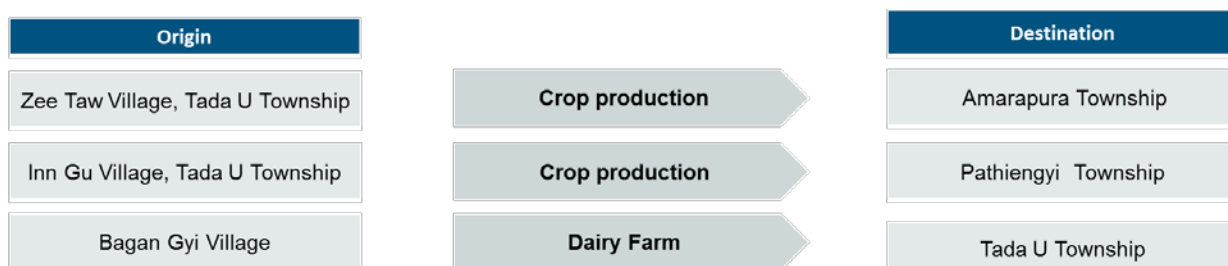 Origin
Destination
Zee Taw Village, Tada U Township
Crop production
Amarapura Township
Inn Gu Village, Tada U Township
Crop production
Pathiengyi Township
Bagan Gyi Village
Dairy Farm
Tada U Township